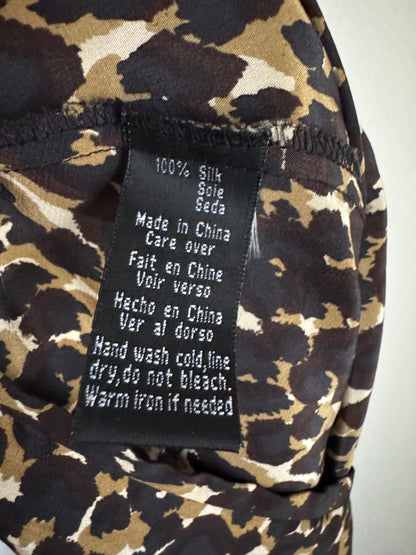 100% Silk
Soie
Seda
Made in China
Care over
Fait en Chine
Voir verso
Hecho en China
Ver al dorso
Hand wash cold,line
dry,do not bleach.
Warm iron if needed